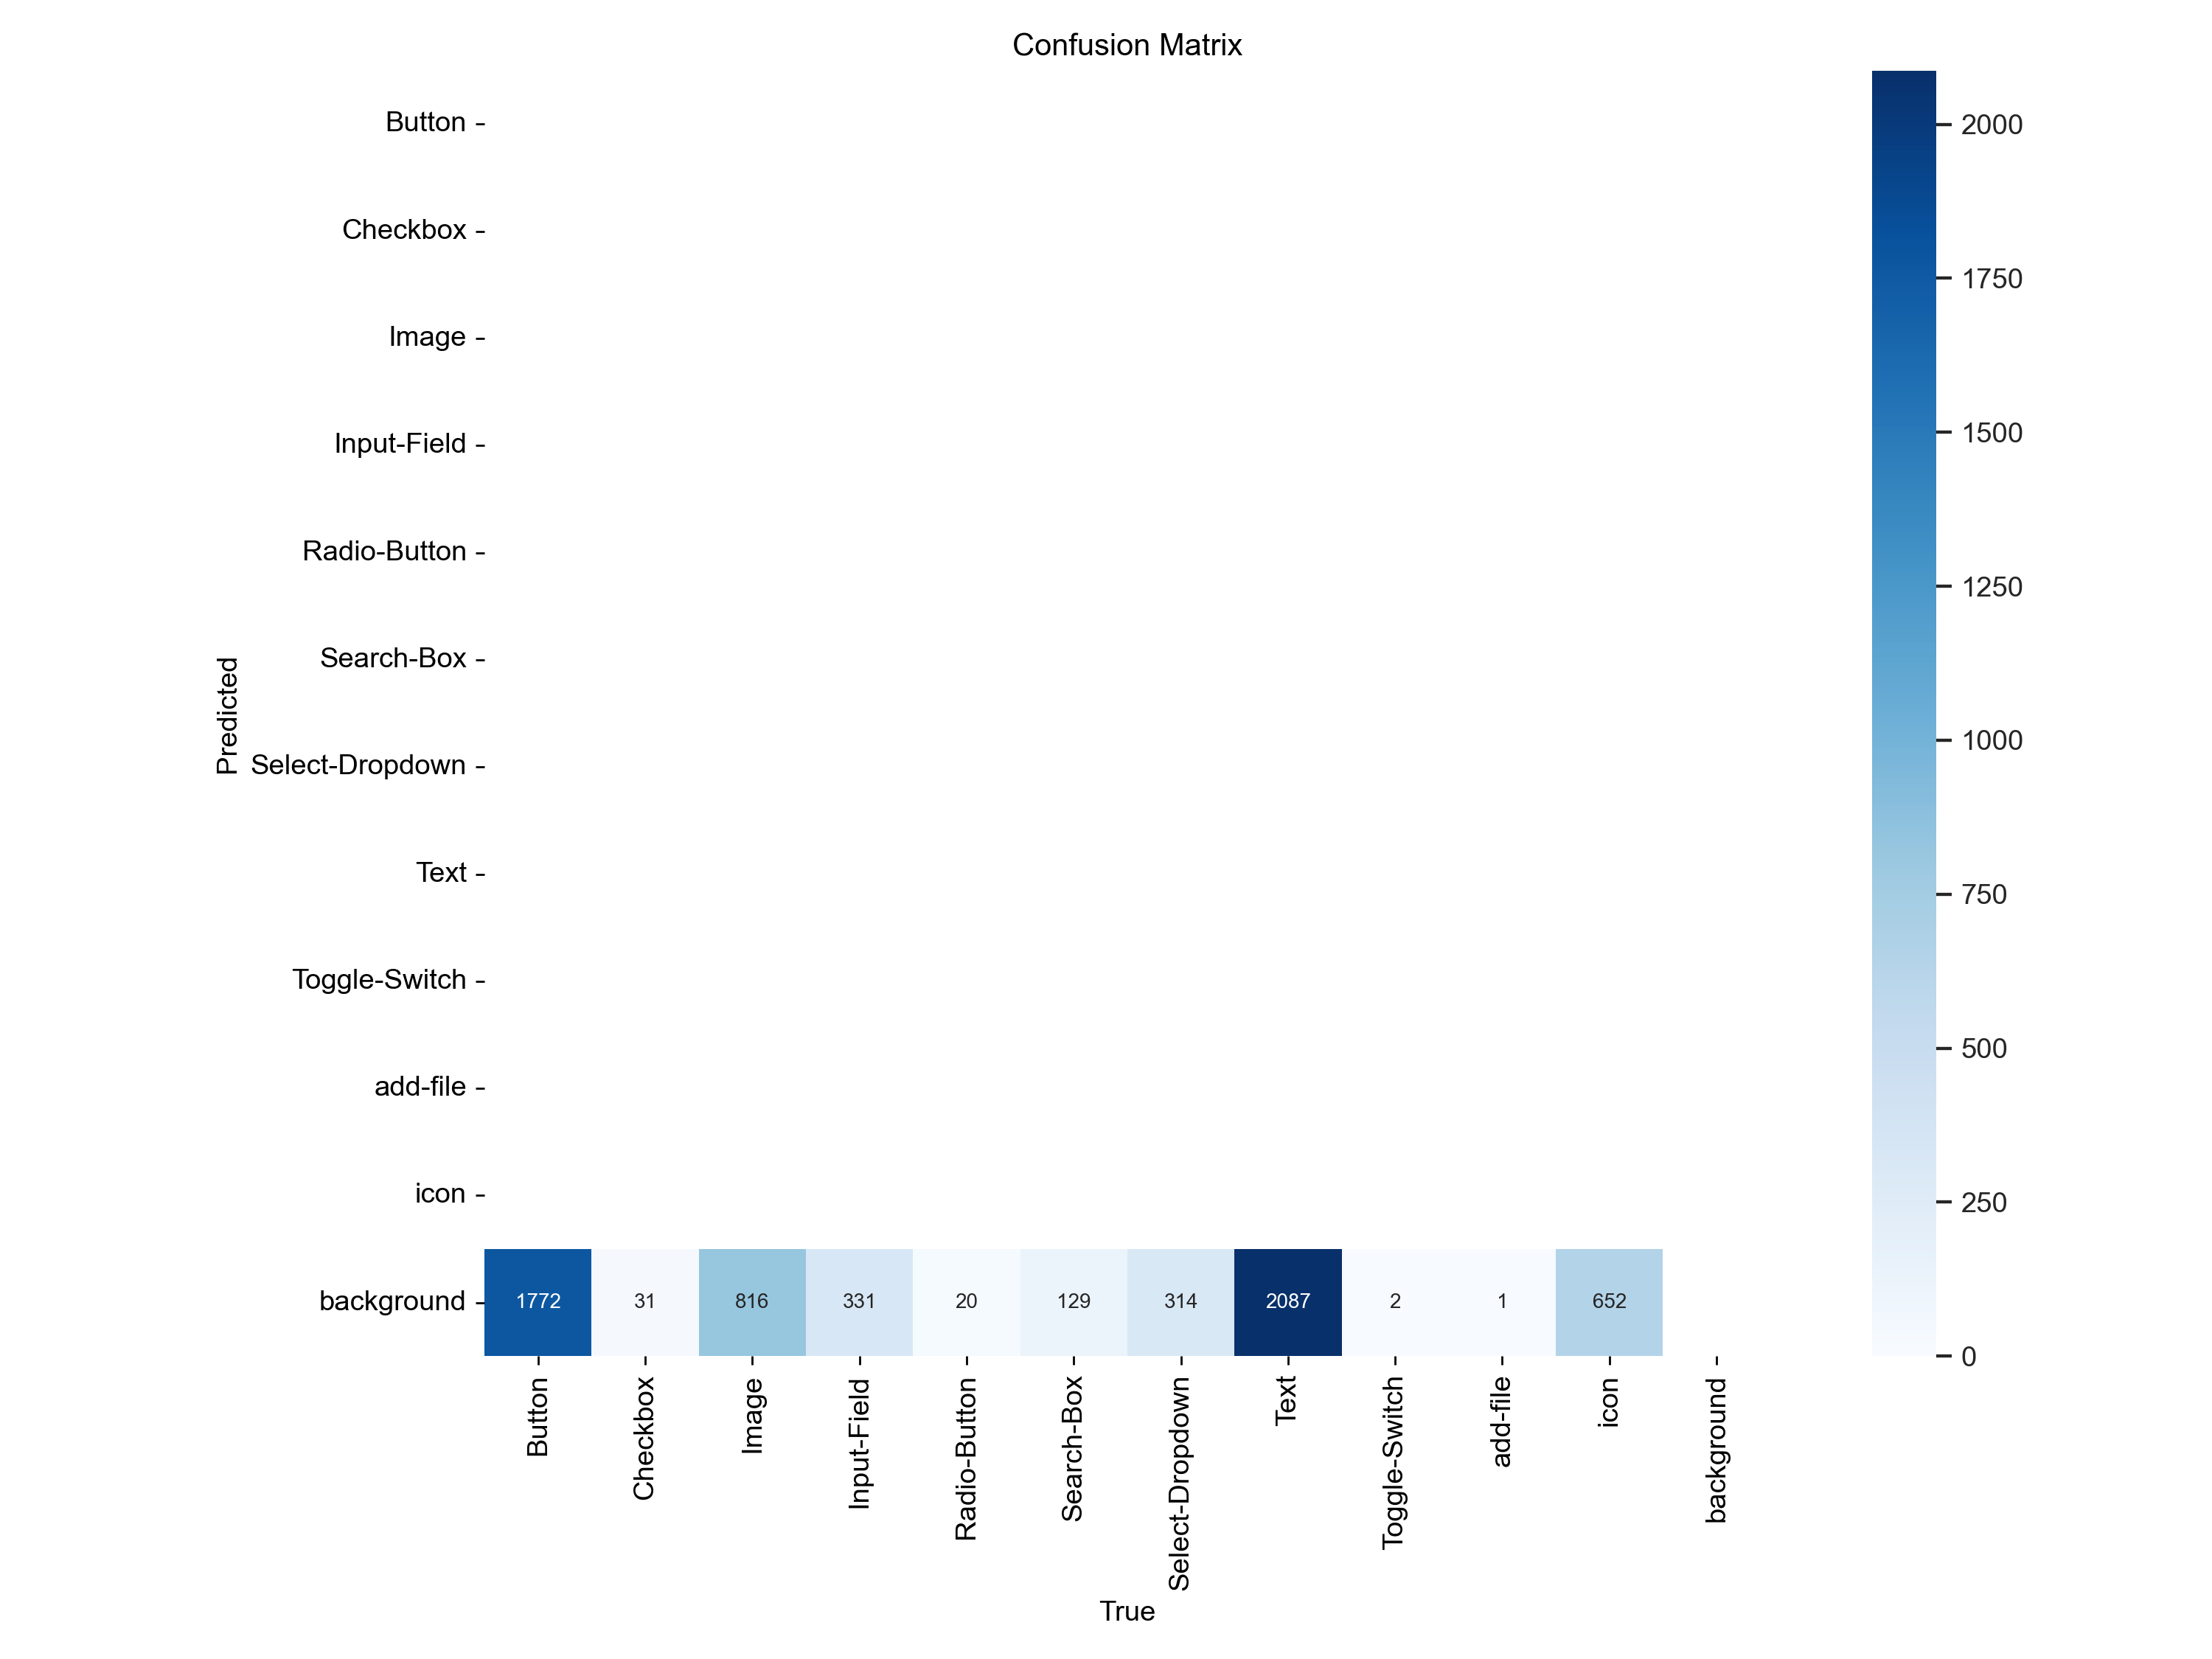 Confusion Matrix
Button
Checkbox
Image
Input-Field
Radio-Button
Search-Box
Select-Dropdown
Text
Toggle-Switch
add-file
icon
background
Predicted
1772 31 816 331 20 129 314 2087 2 1 652
Button Checkbox Image Input-Field Radio-Button Search-Box Select-Dropdown Text Toggle-Switch add-file icon background
True
2000
1750
1500
1250
1000
750
500
250
0